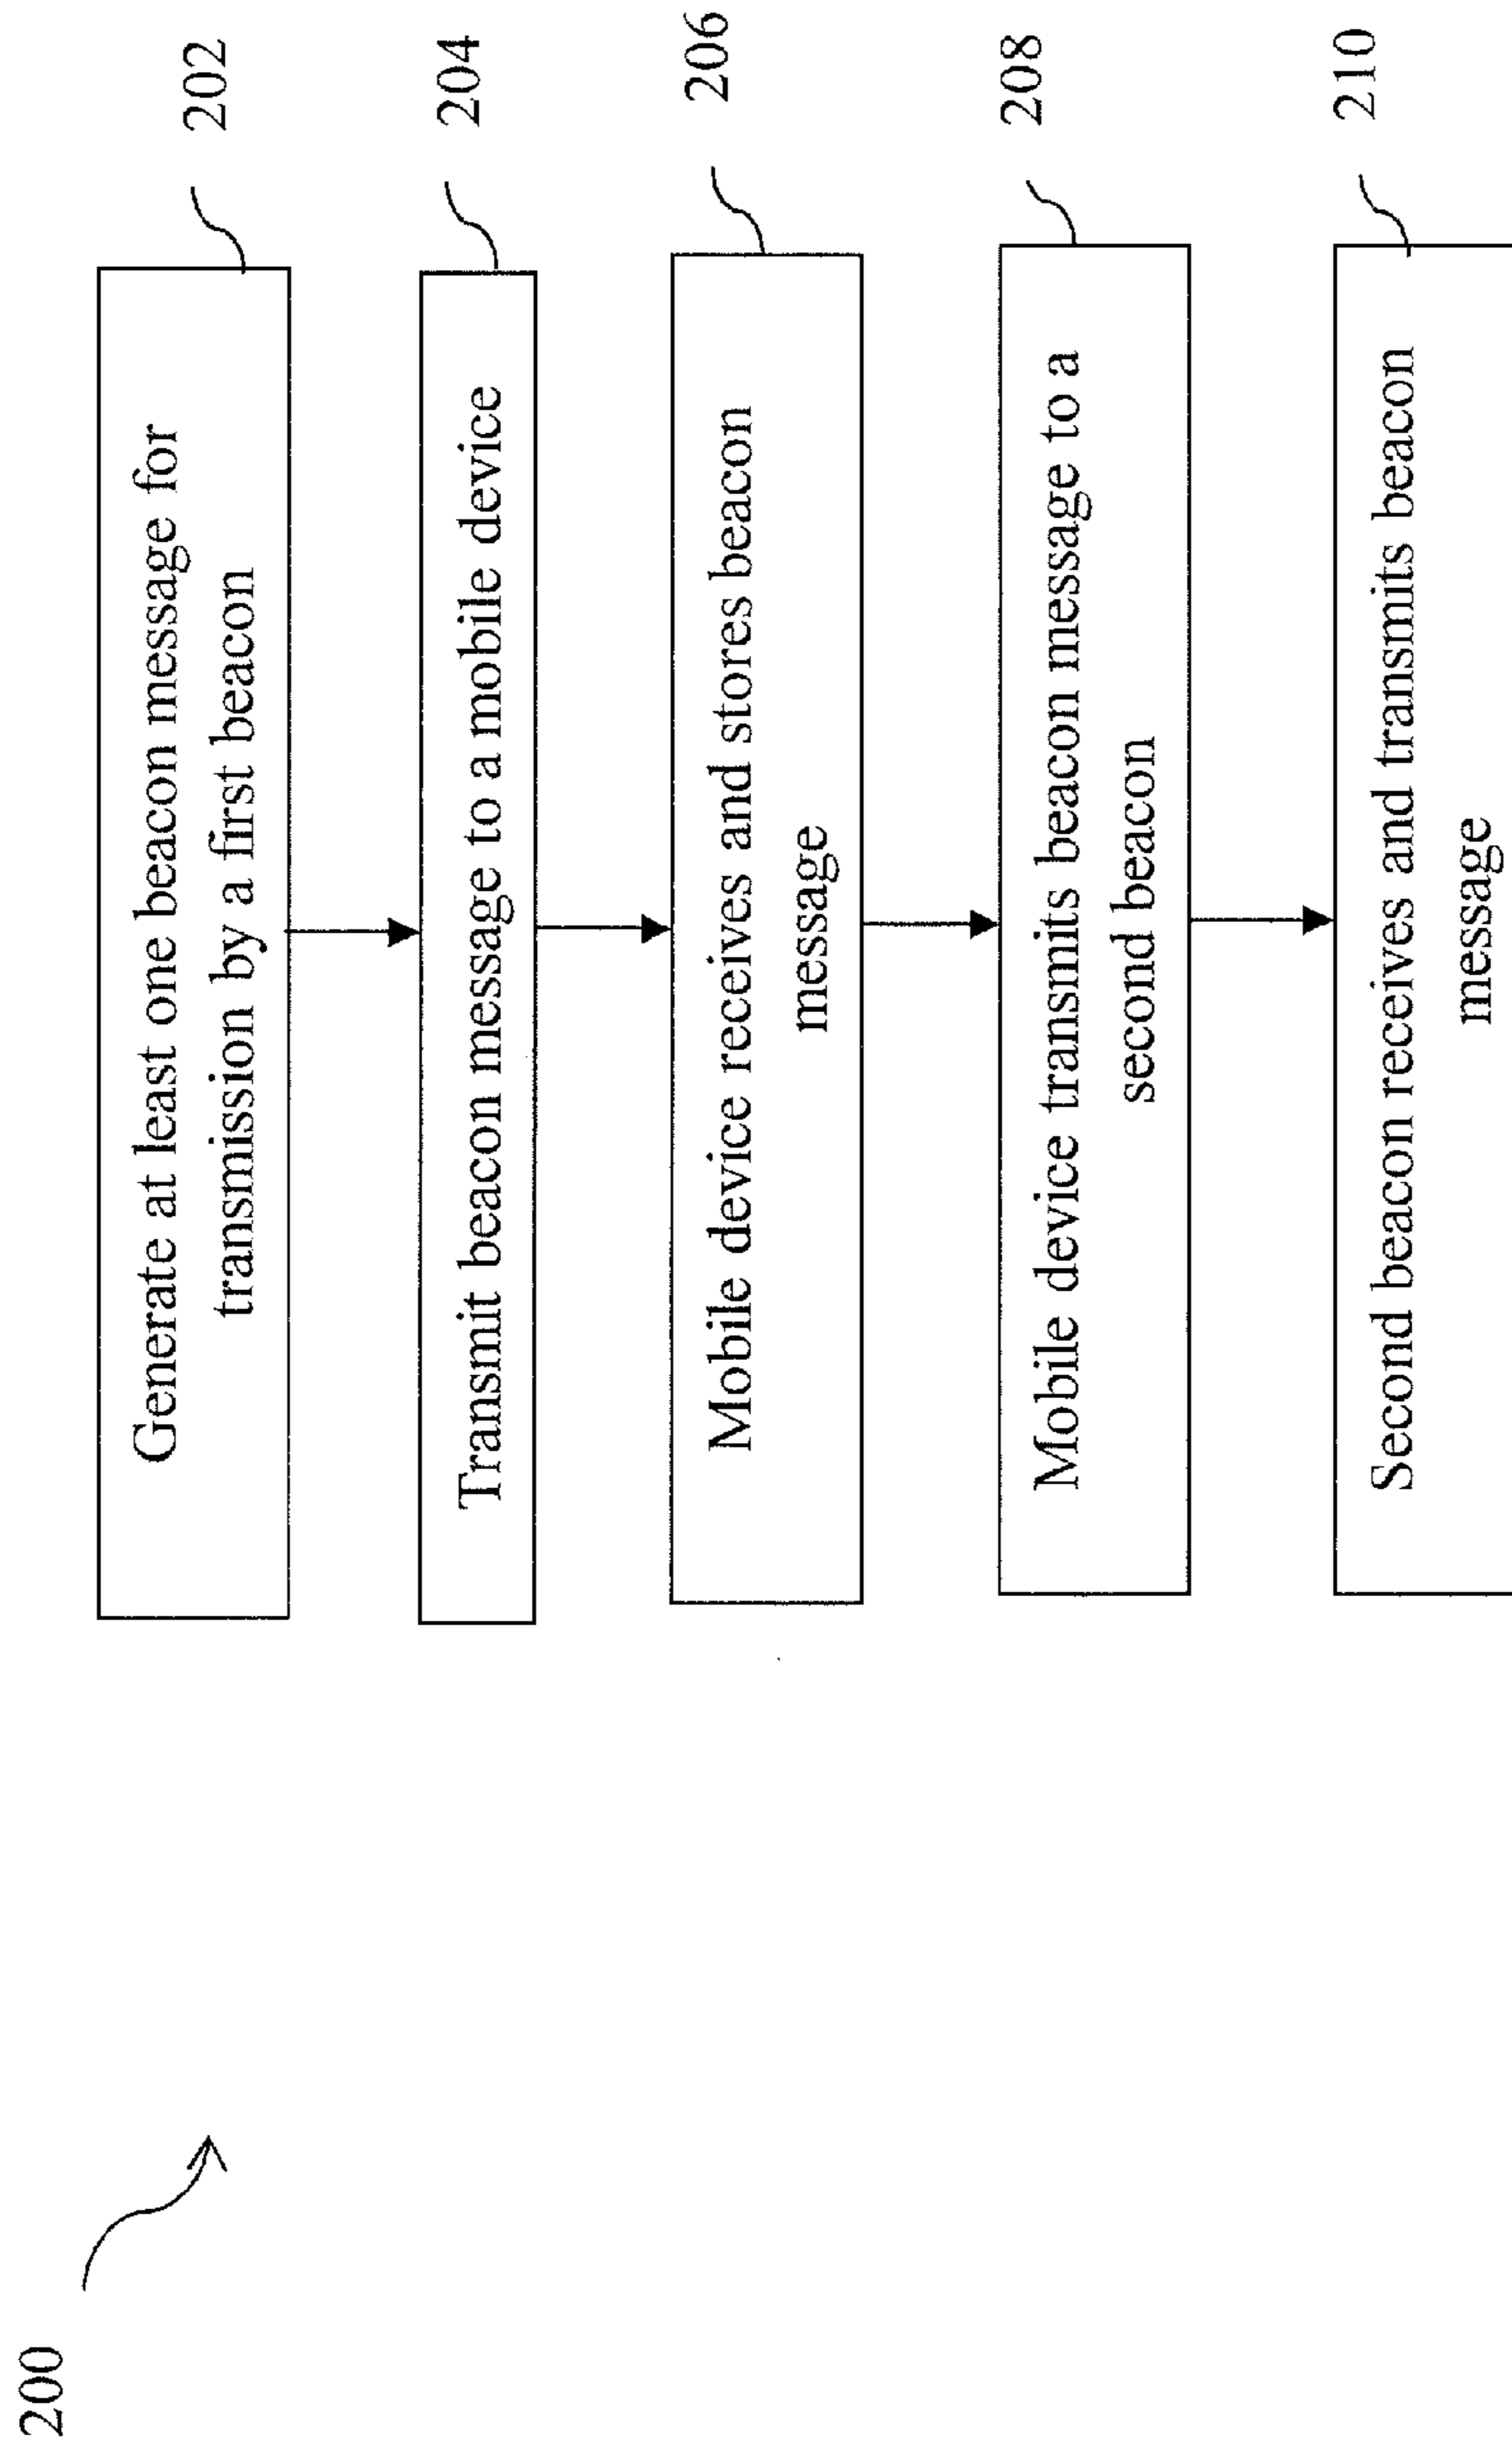 200
Generate at least one beacon message for
transmission by a first beacon
202
Transmit beacon message to a mobile device
204
Mobile device receives and stores beacon
message
206
Mobile device transmits beacon message to a
second beacon
208
Second beacon receives and transmits beacon
message
210